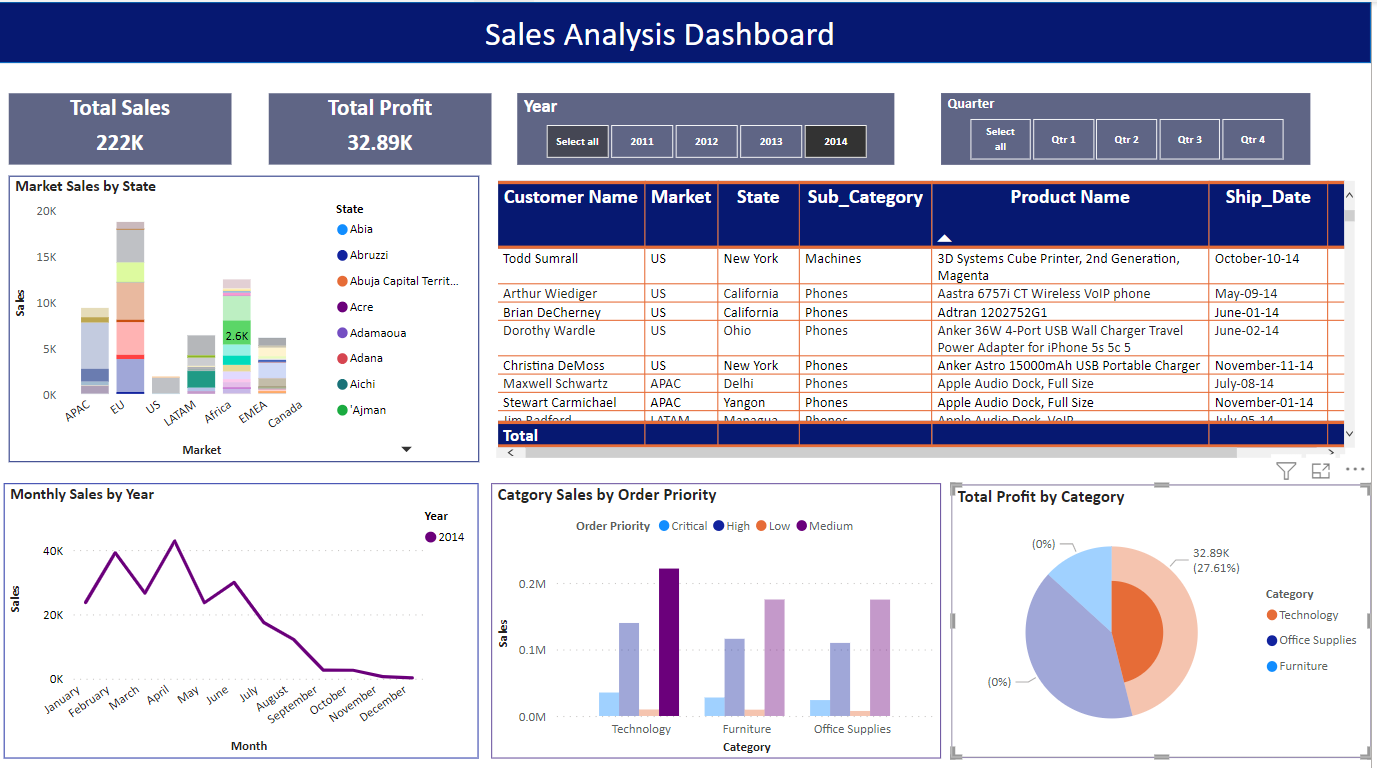 Sales Analysis Dashboard
Total Sales
222K
Total Profit
32.89K
Year
Select all
2011
2012
2013
2014
Quarter
Select
all
Qtr 1
Qtr 2
Qtr 3
Qtr 4
Market Sales by State
20K
15K
10K
5K
0K
Sales
2.6K
APAC
EU
US
LATAM
Africa
EMEA
Canada
Market
State
Abia
Abruzzi
Abuja Capital Territ...
Acre
Adamaoua
Adana
Aichi
'Ajman
Customer Name Market State Sub_Category Product Name Ship_Date
Todd Sumrall US New York Machines 3D Systems Cube Printer, 2nd Generation, October-10-14
Magenta
Arthur Wiediger US California Phones Aastra 6757i CT Wireless VoIP phone May-09-14
Brian DeCherney US California Phones Adtran 1202752G1 June-01-14
Dorothy Wardle US Ohio Phones Anker 36W 4-Port USB Wall Charger Travel June-02-14
Power Adapter for iPhone 5s 5c 5
Christina DeMoss US New York Phones Anker Astro 15000mAh USB Portable Charger November-11-14
Maxwell Schwartz APAC Delhi Phones Apple Audio Dock, Full Size July-08-14
Stewart Carmichael APAC Yangon Phones Apple Audio Dock, Full Size November-01-14
Jim Radford LATAM Managua Phones Apple Audio Dock, VoIP July-05-14
Total
Monthly Sales by Year
40K
20K
0K
Sales
January
February
March
April
May
June
July
August
September
October
November
December
Month
Year
2014
Catgory Sales by Order Priority
Order Priority Critical High Low Medium
0.2M
0.1M
0.0M
Sales
Technology
Furniture
Office Supplies
Category
Total Profit by Category
(0%)
32.89K
(27.61%)
(0%)
Category
Technology
Office Supplies
Furniture